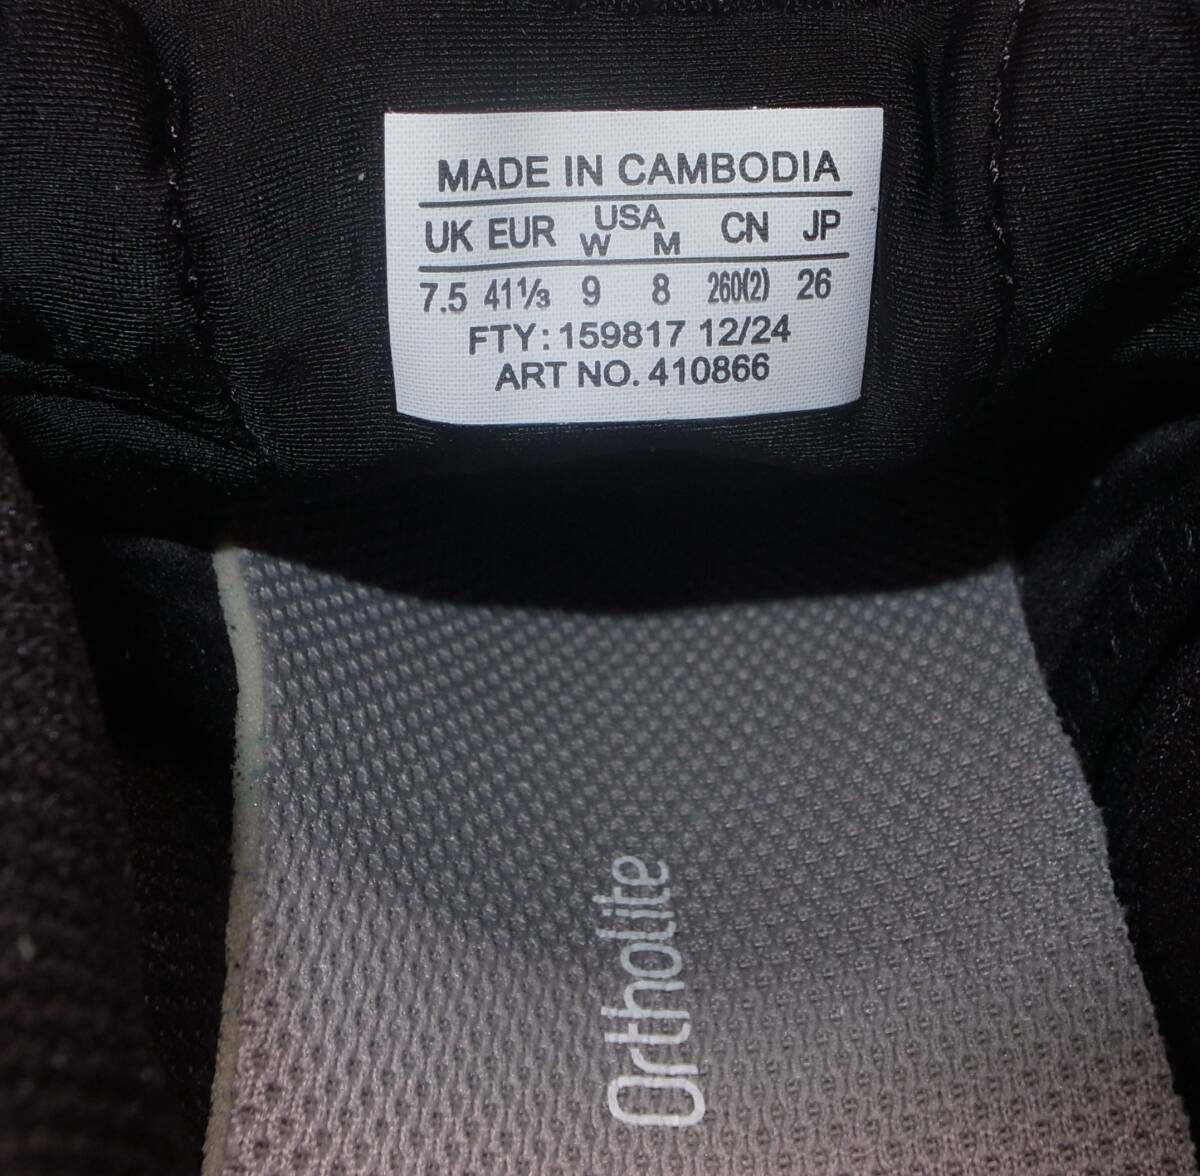 MADE IN CAMBODIA
UK EUR USA CN JP
W M
7.5 41⅓ 9 8 260(2) 26
FTY: 159817 12/24
ART NO. 410866
Ortholite